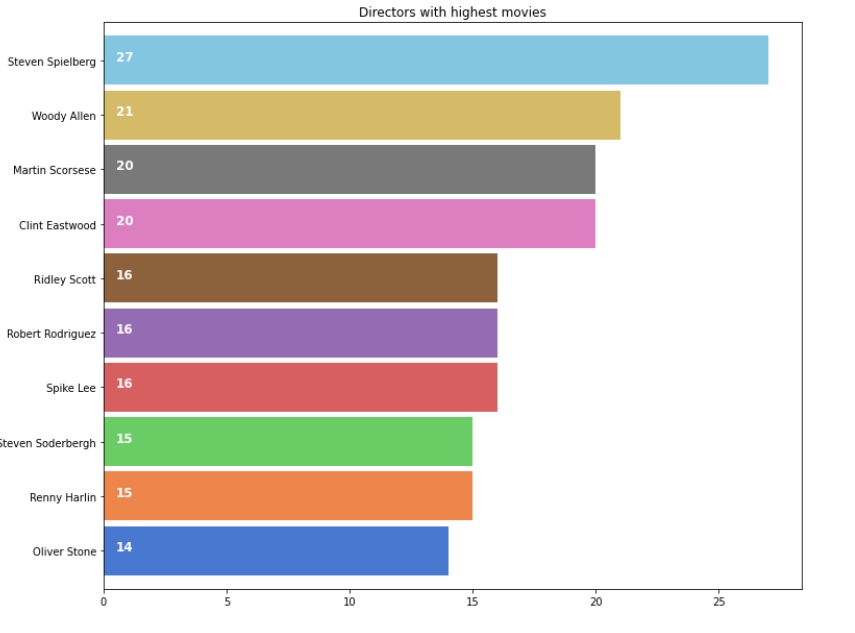 Directors with highest movies
Steven Spielberg 27
Woody Allen 21
Martin Scorsese 20
Clint Eastwood 20
Ridley Scott 16
Robert Rodriguez 16
Spike Lee 16
Steven Soderbergh 15
Renny Harlin 15
Oliver Stone 14
0 5 10 15 20 25